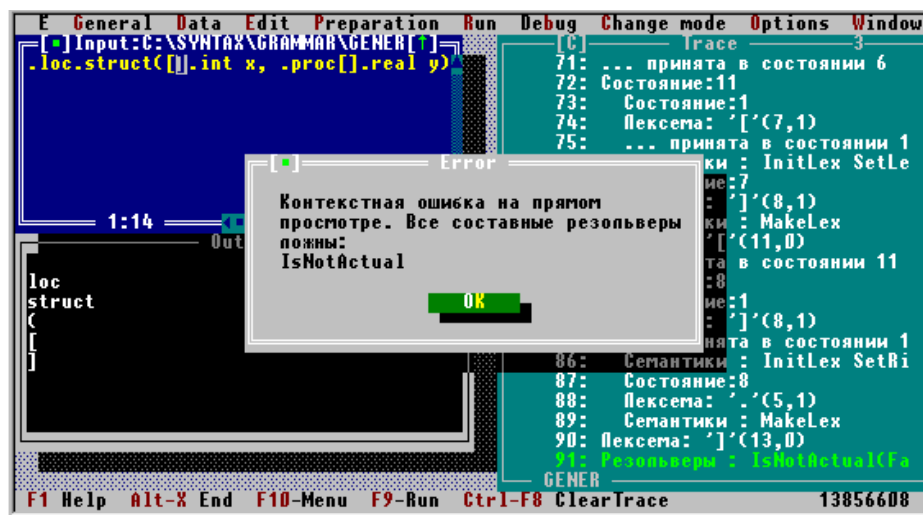 E General Data Edit Preparation Run Debug Change mode Options Window
[■]Input:C:\SYNTAX\GRAMMAR\GENER[↑]
.loc.struct([].int x, .proc[].real y)
1:14
Out
loc
struct
(
[
]
[■] Error
Контекстная ошибка на прямом
просмотре. Все составные резольверы
ложны:
IsNotActual
OK
[C] Trace 3
71: ... принята в состоянии 6
72: Состояние:11
73: Состояние:1
74: Лексема: '['(7,1)
75: ... принята в состоянии 1
ки : InitLex SetLe
ие:7
: ']'(8,1)
ки : MakeLex
'['(11,0)
та в состоянии 11
:8
ие:1
: ']'(8,1)
нята в состоянии 1
86: Семантики : InitLex SetRi
87: Состояние:8
88: Лексема: '.'(5,1)
89: Семантики : MakeLex
90: Лексема: ']'(13,0)
91: Резольверы : IsNotActual(Fa
GENER
F1 Help Alt-X End F10-Menu F9-Run Ctrl-F8 ClearTrace 13856608